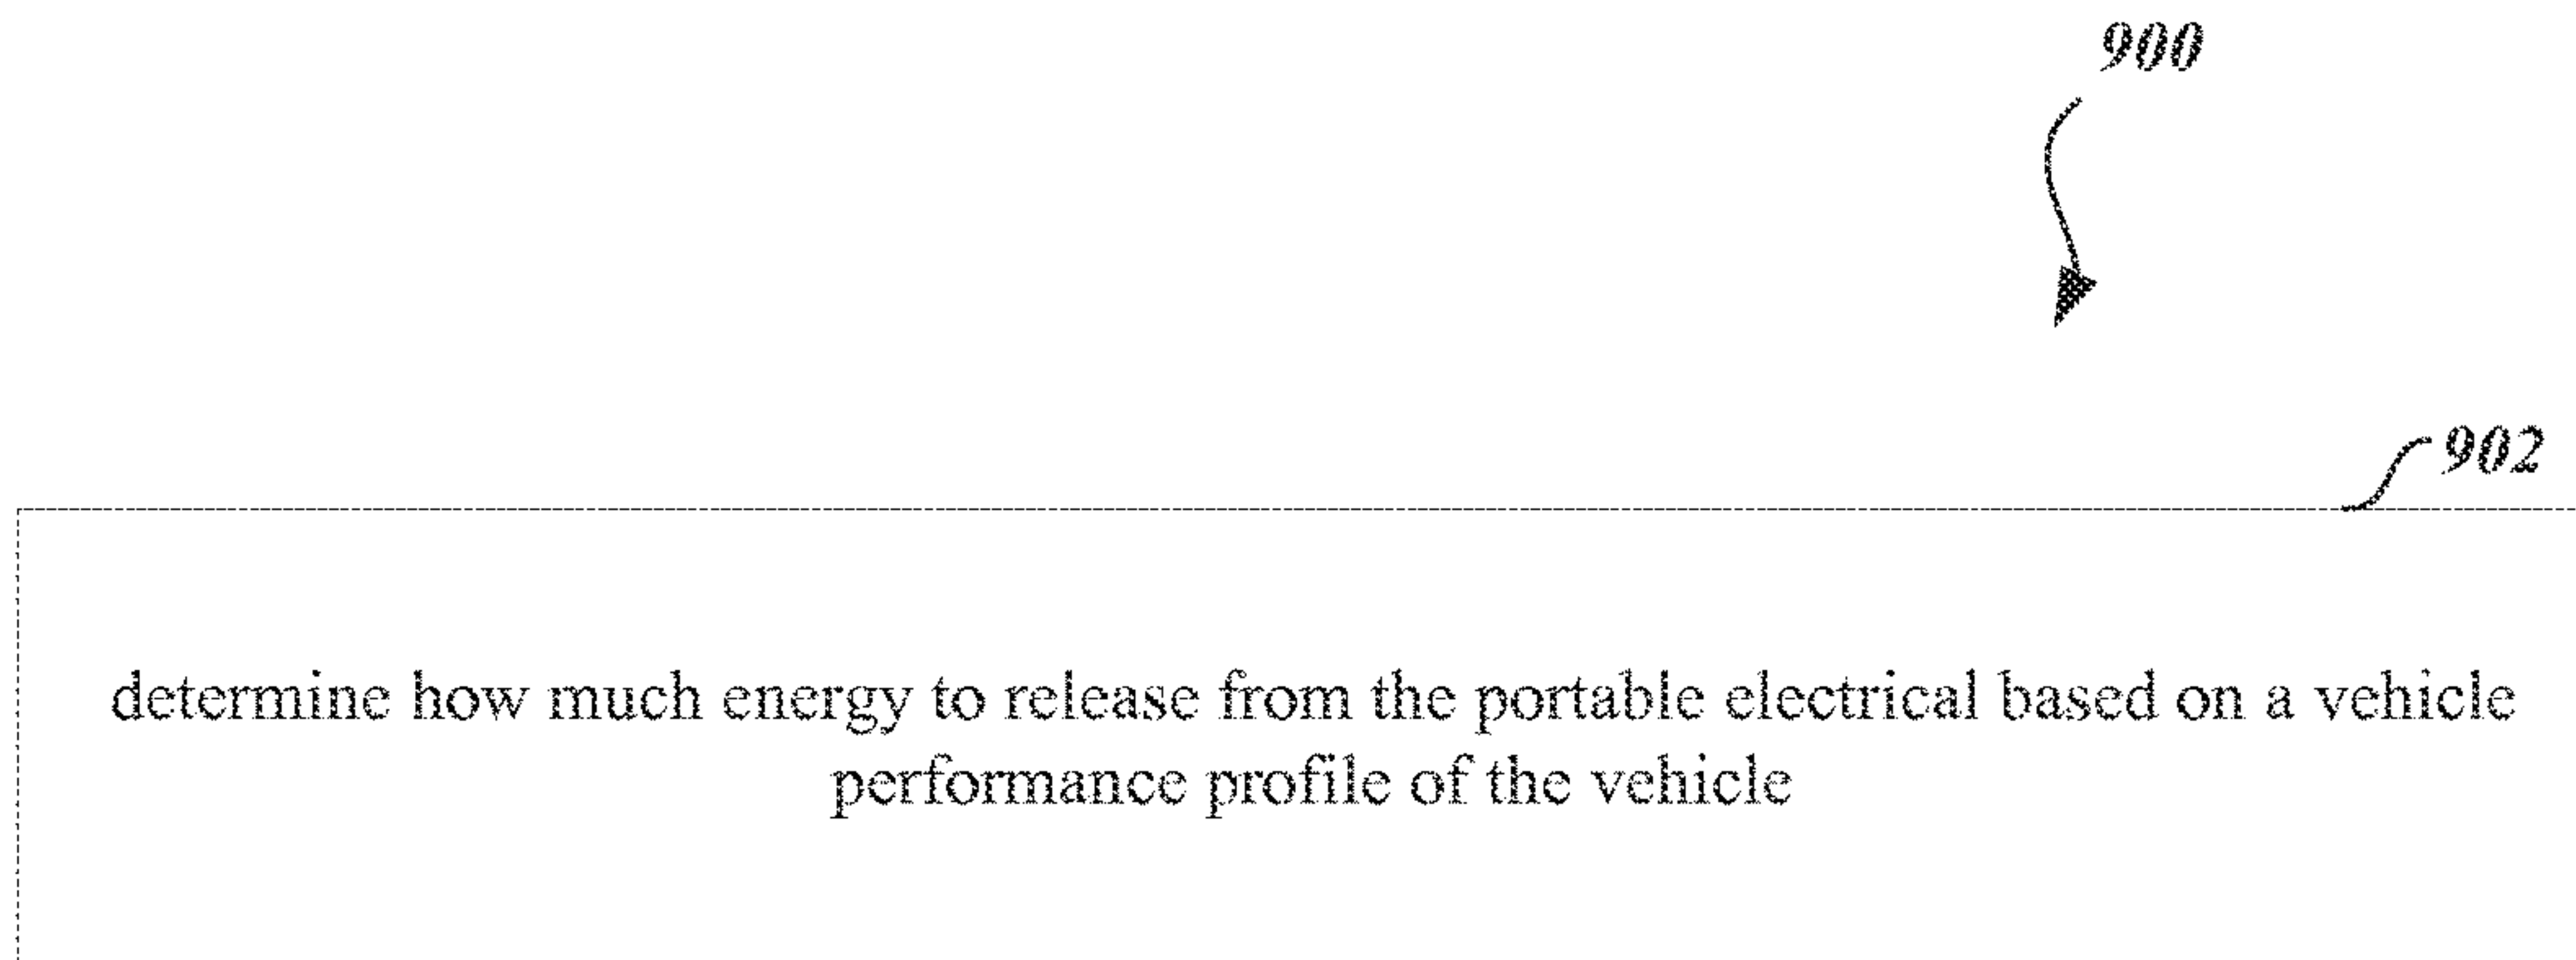 900
902
determine how much energy to release from the portable electrical based on a vehicle
performance profile of the vehicle